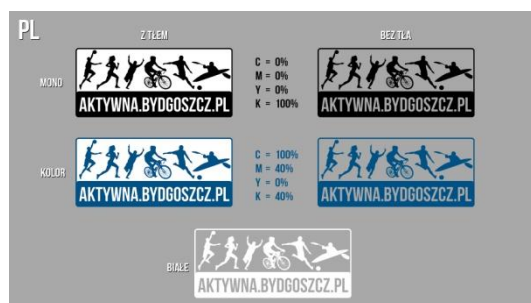 PL
Z TŁEM
BEZ TŁA
MONO
AKTYWNA.BYDGOSZCZ.PL
C = 0%
M = 0%
Y = 0%
K = 100%
AKTYWNA.BYDGOSZCZ.PL
KOLOR
AKTYWNA.BYDGOSZCZ.PL
C = 100%
M = 40%
Y = 0%
K = 40%
AKTYWNA.BYDGOSZCZ.PL
BIAŁE
AKTYWNA.BYDGOSZCZ.PL